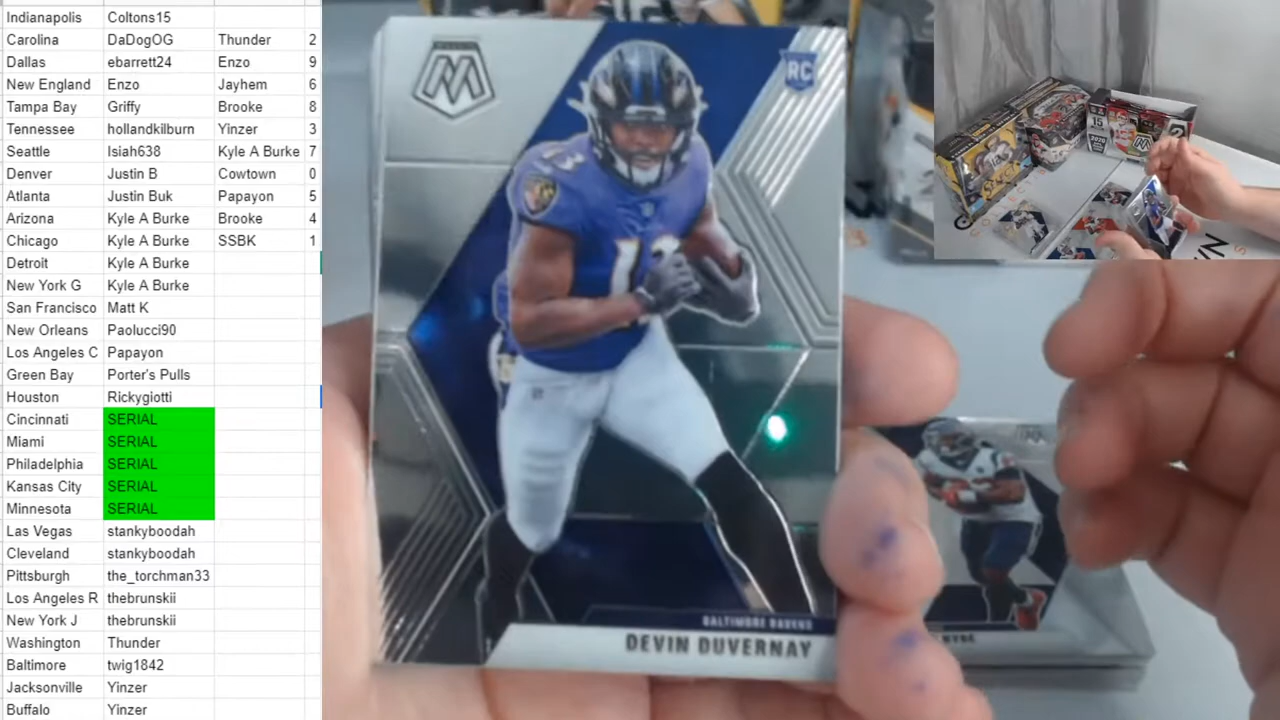 Indianapolis Coltons15
Carolina DaDogOG Thunder 2
Dallas ebarrett24 Enzo 9
New England Enzo Jayhem 6
Tampa Bay Griffy Brooke 8
Tennessee hollandkilburn Yinzer 3
Seattle Isiah638 Kyle A Burke 7
Denver Justin B Cowtown 0
Atlanta Justin Buk Papayon 5
Arizona Kyle A Burke Brooke 4
Chicago Kyle A Burke SSBK 1
Detroit Kyle A Burke
New York G Kyle A Burke
San Francisco Matt K
New Orleans Paolucci90
Los Angeles C Papayon
Green Bay Porter's Pulls
Houston Rickygiotti
Cincinnati SERIAL
Miami SERIAL
Philadelphia SERIAL
Kansas City SERIAL
Minnesota SERIAL
Las Vegas stankyboodah
Cleveland stankyboodah
Pittsburgh the_torchman33
Los Angeles R thebrunskii
New York J thebrunskii
Washington Thunder
Baltimore twig1842
Jacksonville Yinzer
Buffalo Yinzer
RC
13
BALTIMORE RAVENS
DEVIN DUVERNAY
15
2020